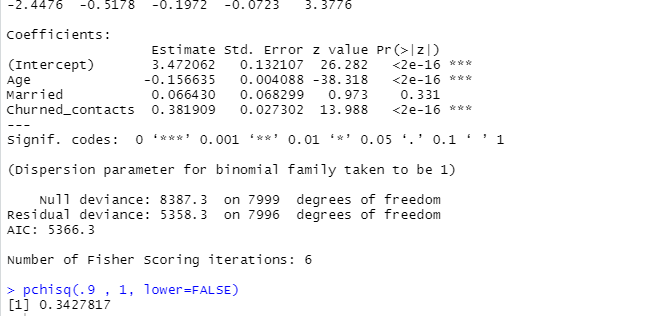 -2.4476  -0.5178  -0.1972  -0.0723   3.3776
Coefficients:
                  Estimate Std. Error z value Pr(>|z|)
(Intercept)       3.472062   0.132107  26.282   <2e-16 ***
Age              -0.156635   0.004088 -38.318   <2e-16 ***
Married           0.066430   0.068299   0.973    0.331
Churned_contacts  0.381909   0.027302  13.988   <2e-16 ***
---
Signif. codes:  0 ‘***’ 0.001 ‘**’ 0.01 ‘*’ 0.05 ‘.’ 0.1 ‘ ’ 1
(Dispersion parameter for binomial family taken to be 1)
    Null deviance: 8387.3  on 7999  degrees of freedom
Residual deviance: 5358.3  on 7996  degrees of freedom
AIC: 5366.3
Number of Fisher Scoring iterations: 6
> pchisq(.9 , 1, lower=FALSE)
[1] 0.3427817